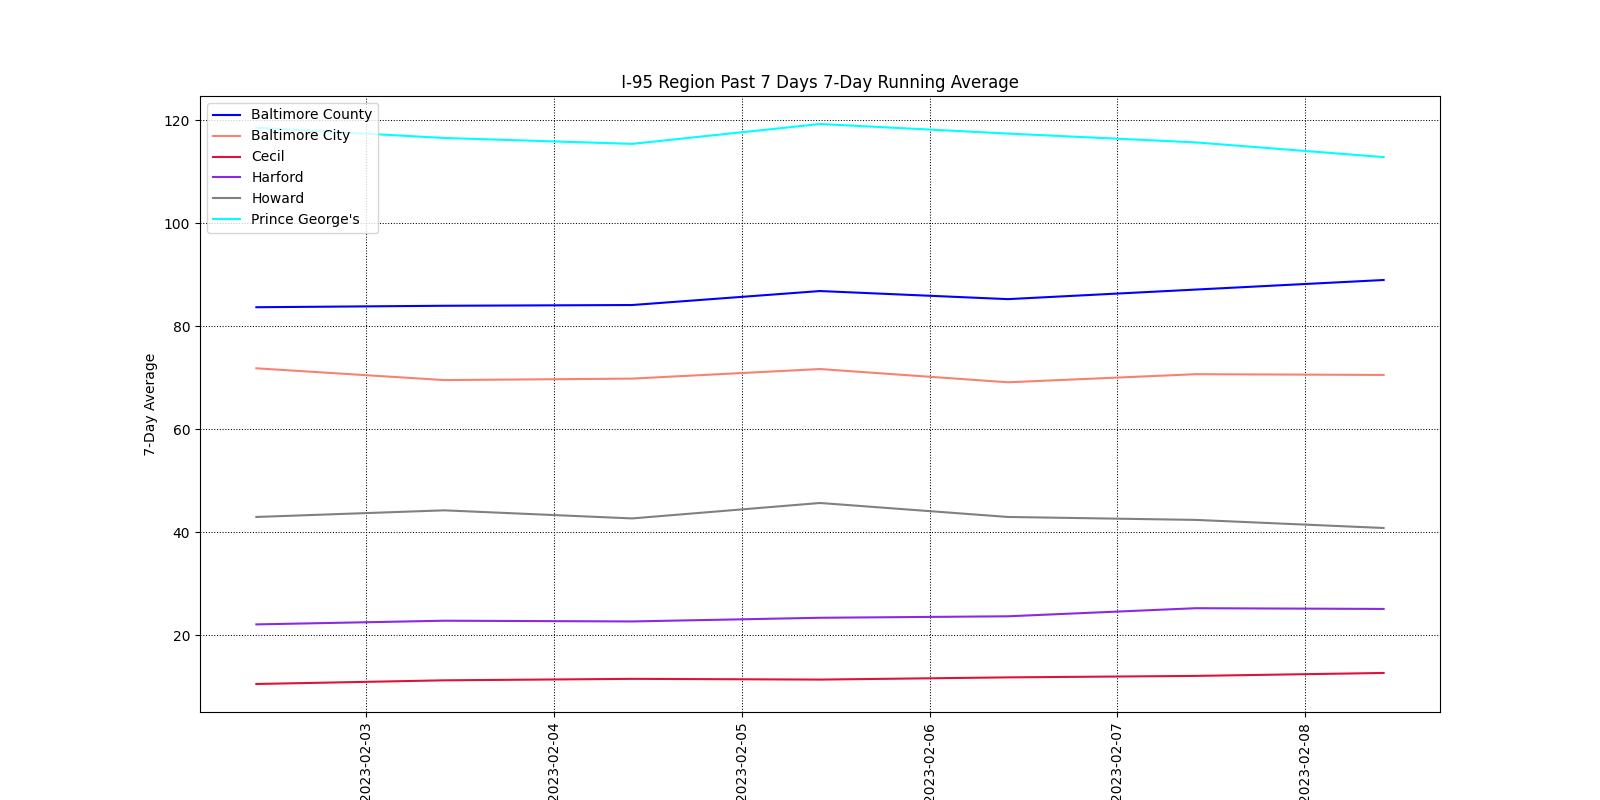 I-95 Region Past 7 Days 7-Day Running Average
Baltimore County
Baltimore City
Cecil
Harford
Howard
Prince George's
120
100
80
60
40
20
7-Day Average
2023-02-03
2023-02-04
2023-02-05
2023-02-06
2023-02-07
2023-02-08